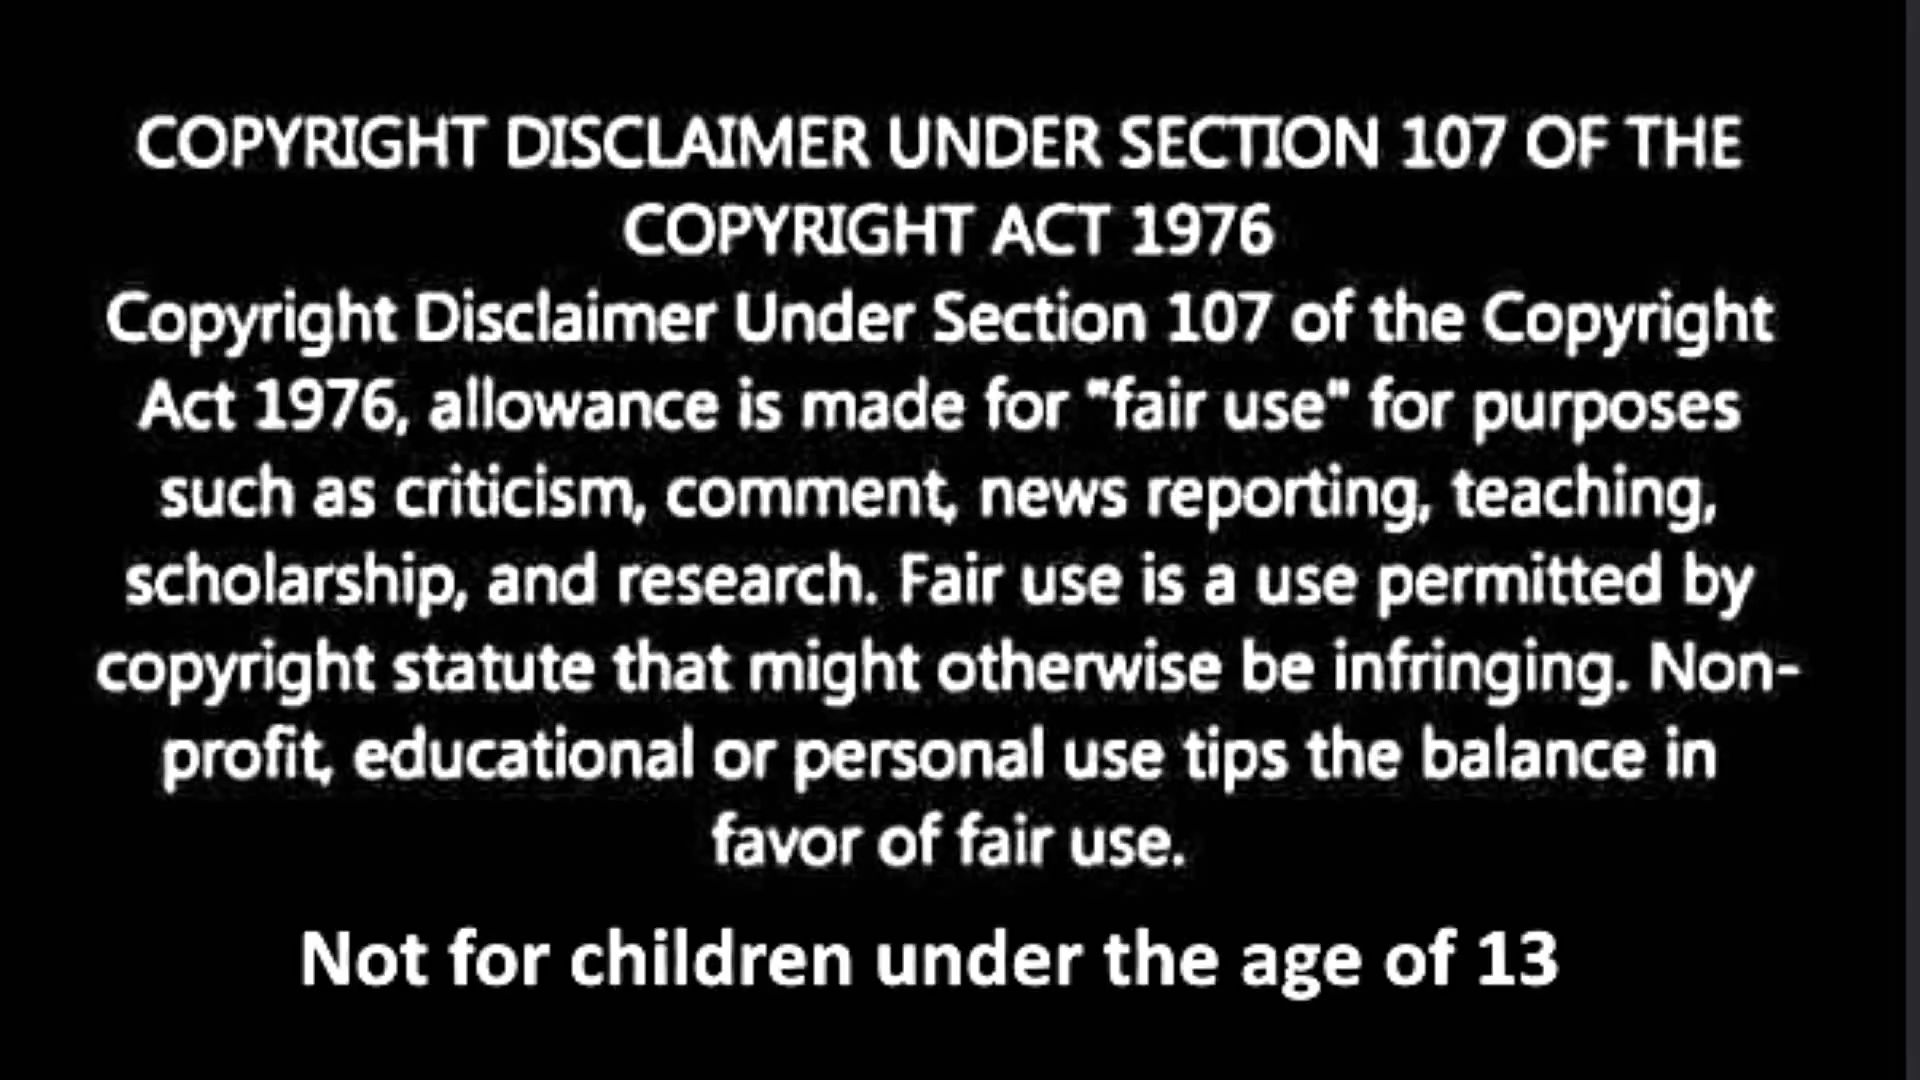 COPYRIGHT DISCLAIMER UNDER SECTION 107 OF THE
COPYRIGHT ACT 1976
Copyright Disclaimer Under Section 107 of the Copyright
Act 1976, allowance is made for "fair use" for purposes
such as criticism, comment, news reporting, teaching,
scholarship, and research. Fair use is a use permitted by
copyright statute that might otherwise be infringing. Non-
profit, educational or personal use tips the balance in
favor of fair use.
Not for children under the age of 13